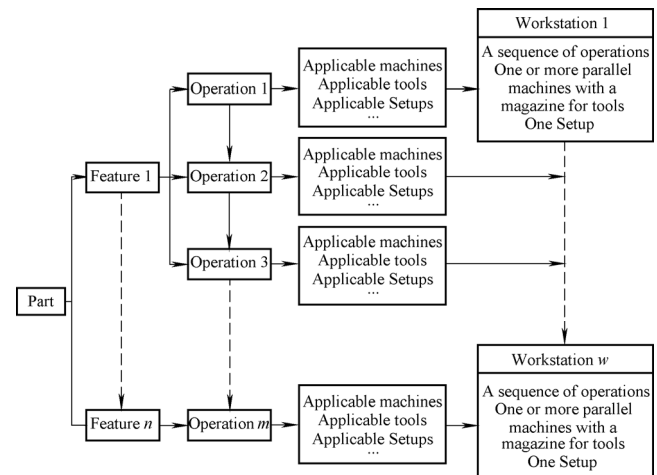 Workstation 1
A sequence of operations
One or more parallel
machines with a
magazine for tools
One Setup
Applicable machines
Applicable tools
Applicable Setups
...
Operation 1
Applicable machines
Applicable tools
Applicable Setups
...
Feature 1
Operation 2
Applicable machines
Applicable tools
Applicable Setups
...
Operation 3
Part
Workstation w
A sequence of operations
One or more parallel
machines with a
magazine for tools
One Setup
Applicable machines
Applicable tools
Applicable Setups
...
Feature n
Operation m